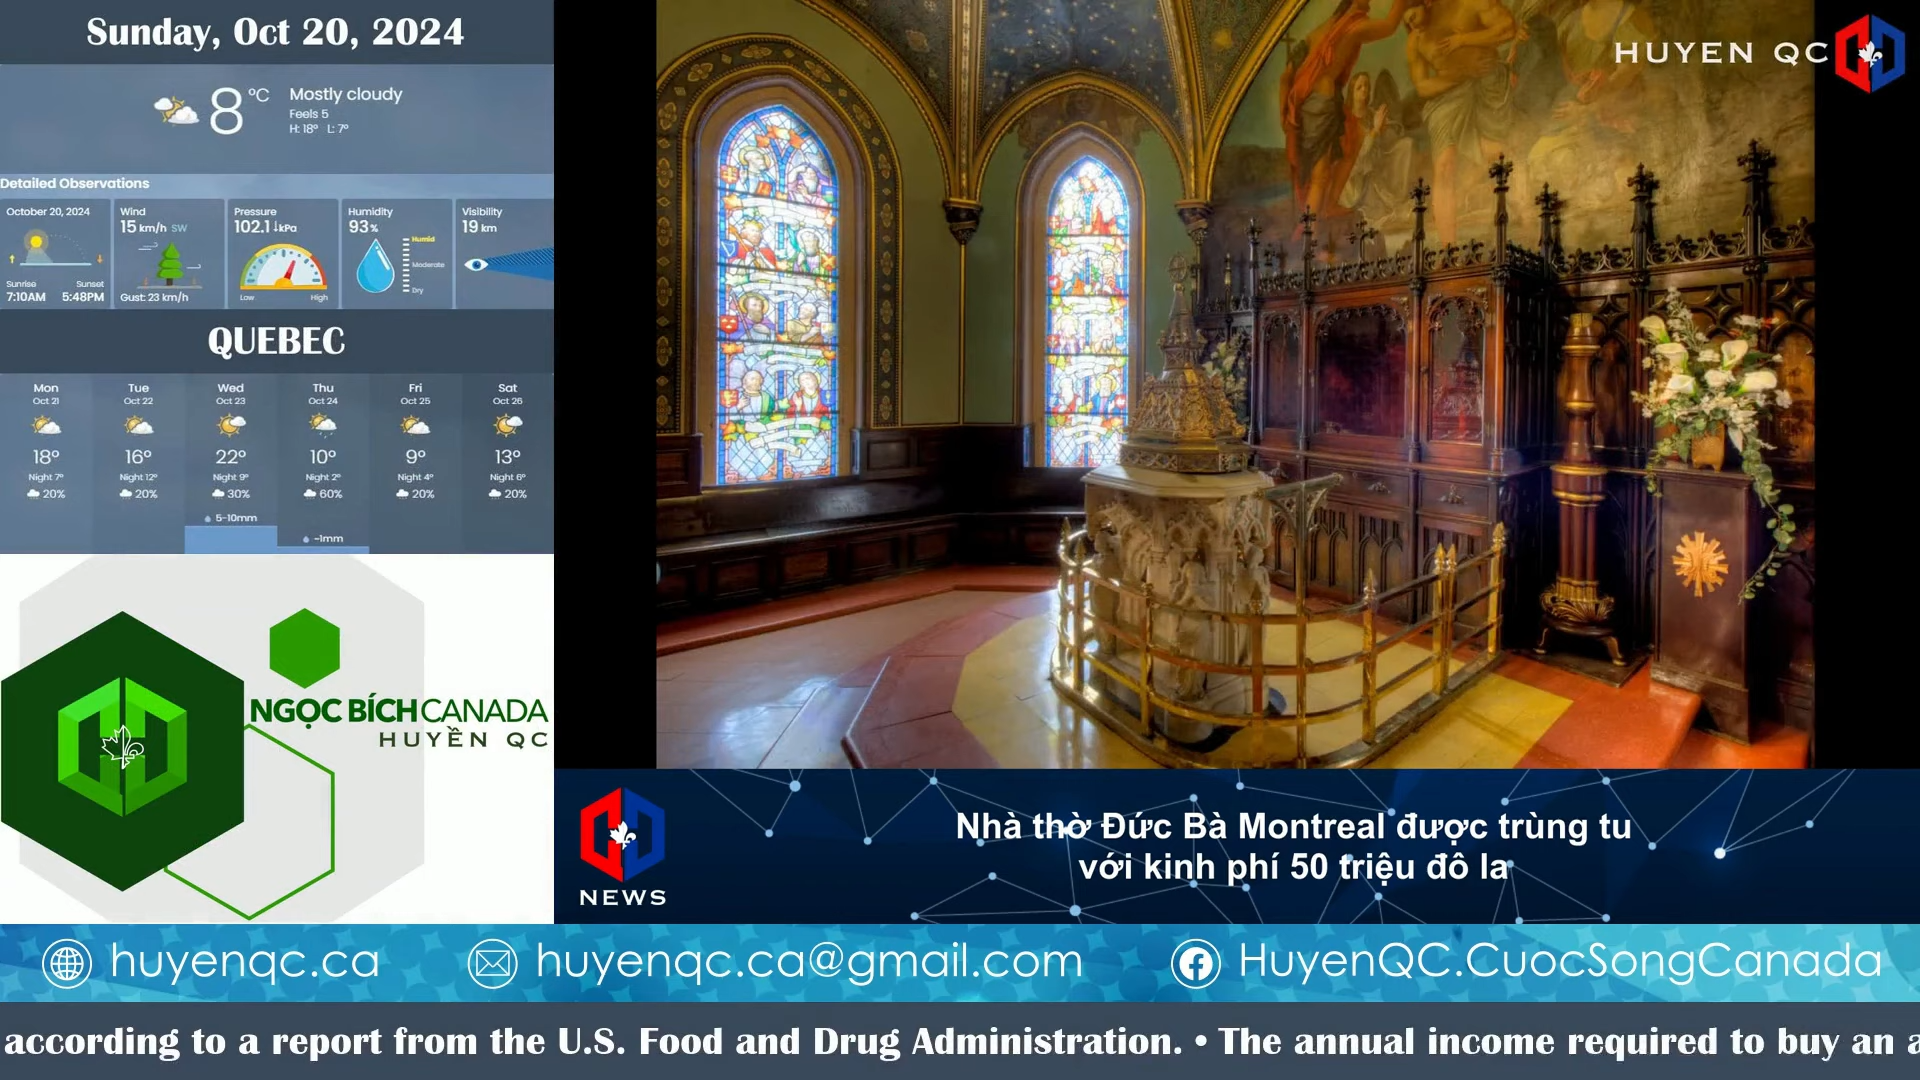 Sunday, Oct 20, 2024
8 °C
Mostly cloudy
Feels 5
H: 18° L: 7°
Detailed Observations
October 20, 2024
Sunrise Sunset
7:10AM 5:48PM
Wind
15 km/h SW
Gust: 23 km/h
Pressure
102.1 ↓kPa
Low High
Humidity
93%
Humid
Moderate
Dry
Visibility
19 km
QUEBEC
Mon Tue Wed Thu Fri Sat
Oct 21 Oct 22 Oct 23 Oct 24 Oct 25 Oct 26
18° 16° 22° 10° 9° 13°
Night 7° Night 12° Night 9° Night 2° Night 4° Night 6°
20% 20% 30% 60% 20% 20%
5-10mm
~1mm
NGỌC BÍCH CANADA
HUYỀN QC
HUYEN QC
NEWS
Nhà thờ Đức Bà Montreal được trùng tu
với kinh phí 50 triệu đô la
huyenqc.ca huyenqc.ca@gmail.com HuyenQC.CuocSongCanada
according to a report from the U.S. Food and Drug Administration. • The annual income required to buy an a